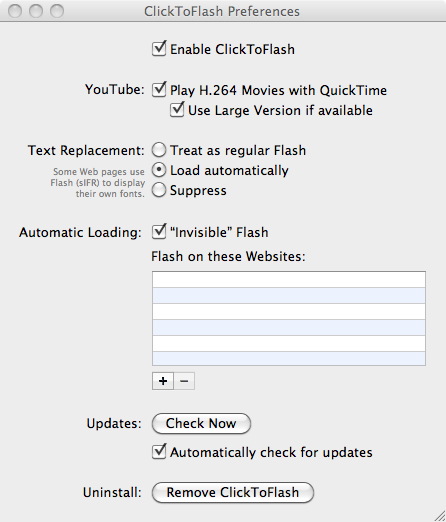 ClickToFlash Preferences
Enable ClickToFlash
YouTube: Play H.264 Movies with QuickTime
Use Large Version if available
Text Replacement: Treat as regular Flash
Some Web pages use
Flash (sIFR) to display
their own fonts.
Load automatically
Suppress
Automatic Loading: “Invisible” Flash
Flash on these Websites:
+ −
Updates: Check Now
Automatically check for updates
Uninstall: Remove ClickToFlash